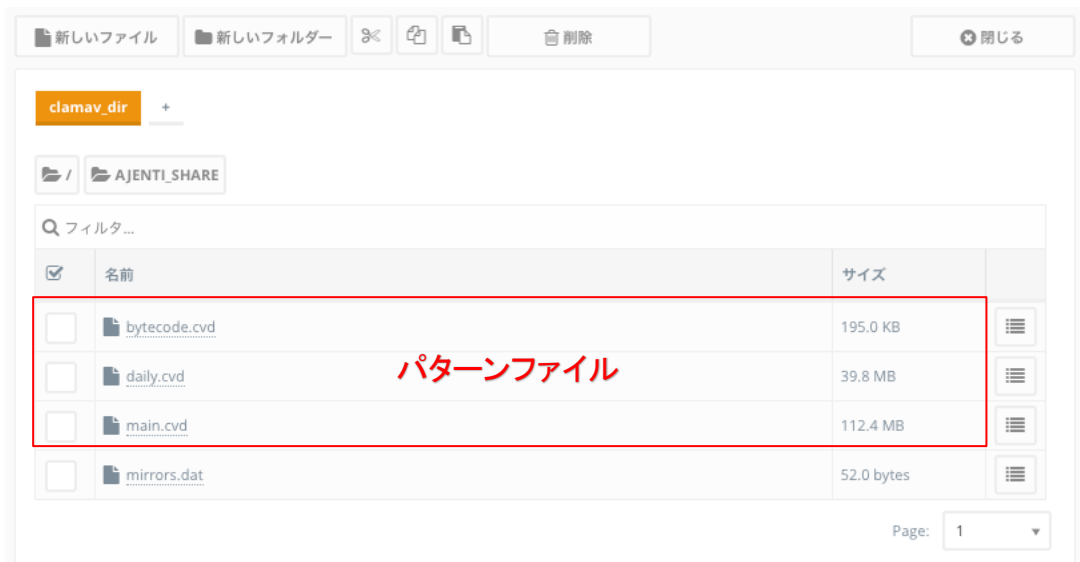 新しいファイル 新しいフォルダー 削除 閉じる
clamav_dir +
/ AJENTI_SHARE
フィルタ...
名前 サイズ
bytecode.cvd 195.0 KB
パターンファイル
daily.cvd 39.8 MB
main.cvd 112.4 MB
mirrors.dat 52.0 bytes
Page: 1